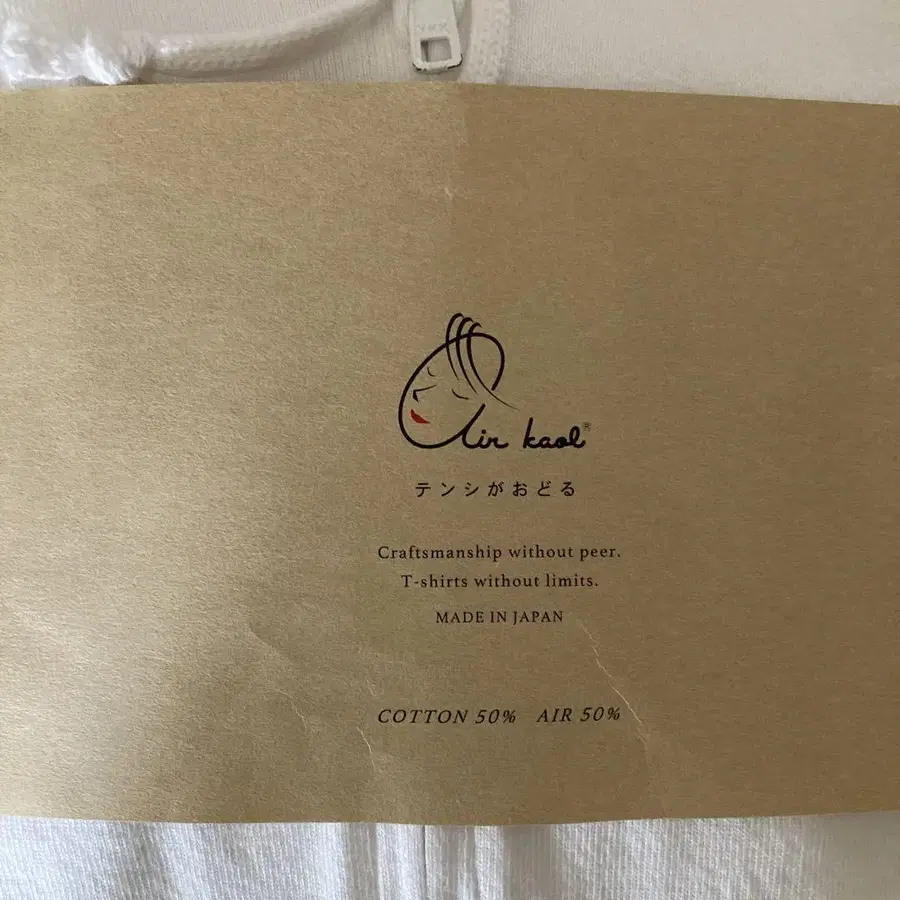 YKK
Air kaol®
テンシがおどる
Craftsmanship without peer.
T-shirts without limits.
MADE IN JAPAN
COTTON 50% AIR 50%